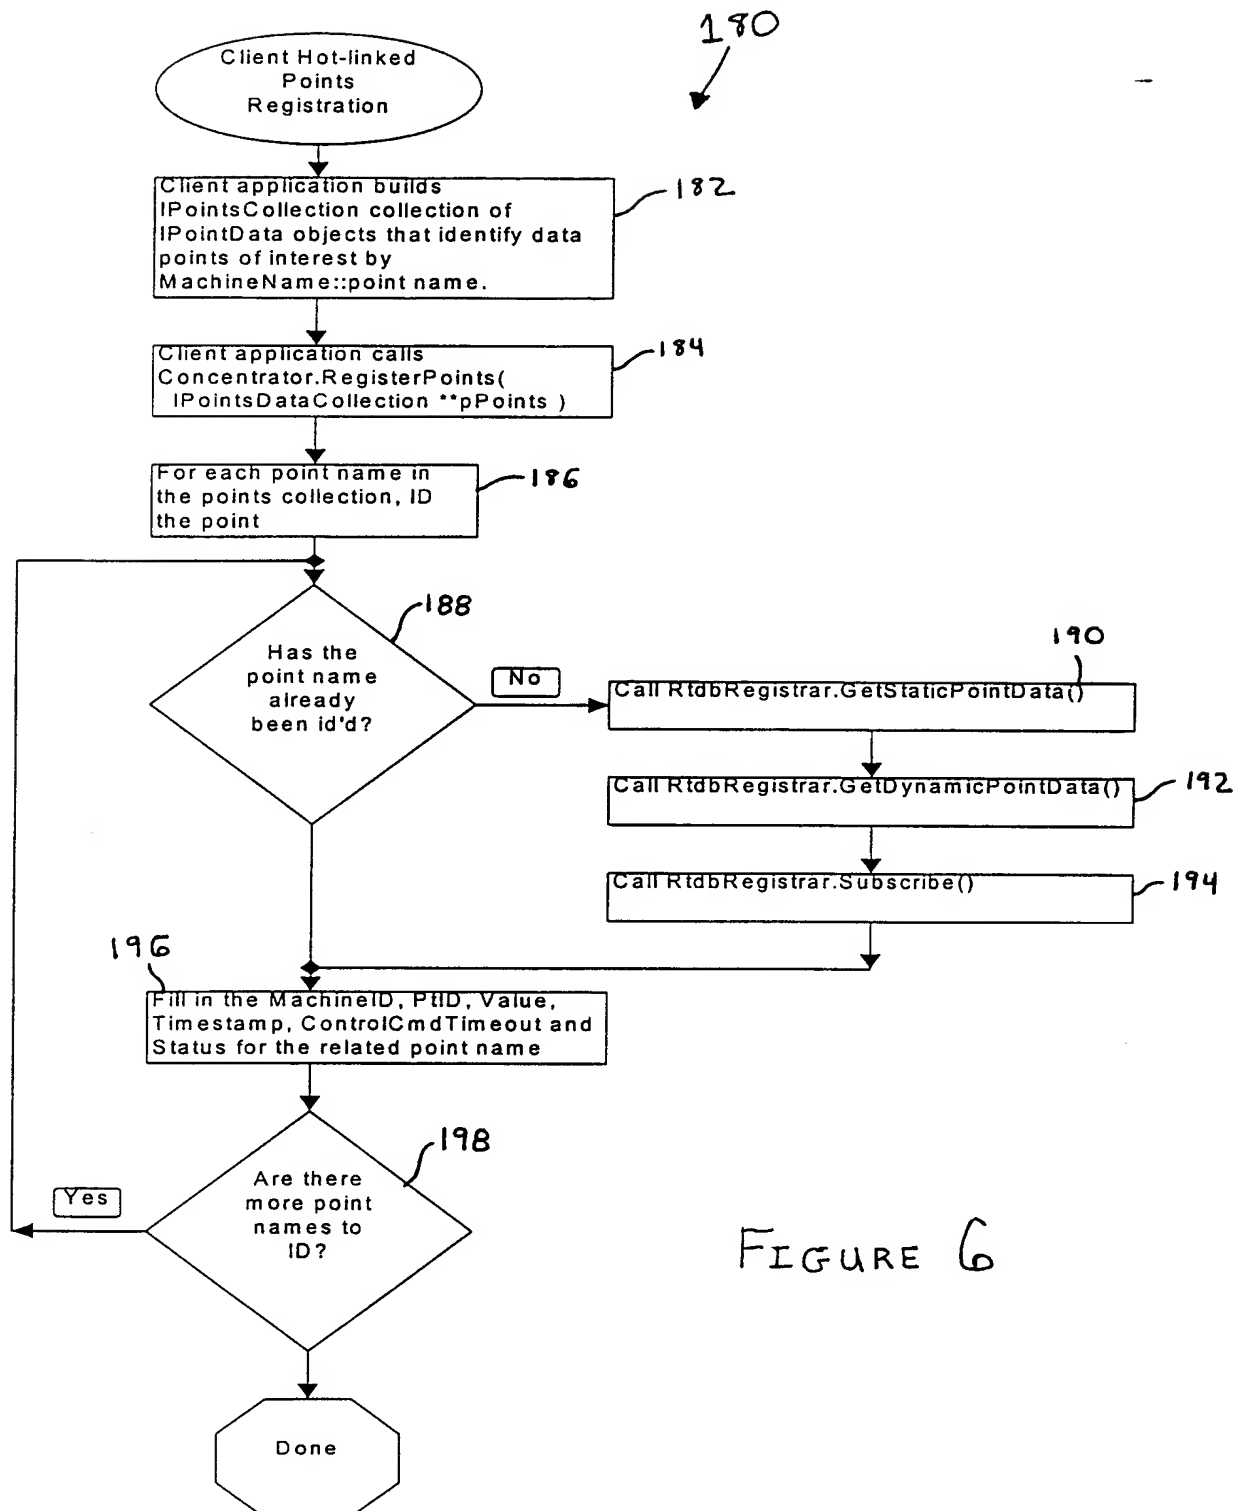 180
Client Hot-linked
Points
Registration
Client application builds
IPointsCollection collection of
IPointData objects that identify data
points of interest by
MachineName::point name.
182
Client application calls
Concentrator.RegisterPoints(
IPointsDataCollection **pPoints )
184
For each point name in
the points collection, ID
the point
186
188
Has the
point name
already
been id'd?
No
190
Call RtdbRegistrar.GetStaticPointData()
Call RtdbRegistrar.GetDynamicPointData()
192
Call RtdbRegistrar.Subscribe()
194
196
Fill in the MachineID, PtID, Value,
Timestamp, ControlCmdTimeout and
Status for the related point name
198
Are there
more point
names to
ID?
Yes
FIGURE 6
Done